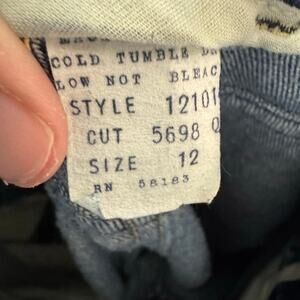 COLD TUMBLE
LOW NOT BLEAC
STYLE 12101
CUT 5698
SIZE 12
RN 58183